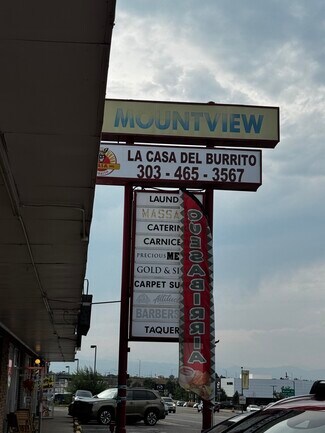 MOUNTVIEW
LA CASA DEL BURRITO
303-465-3567
LAUND
MASSA
CATERIN
CARNICE
PRECIOUS ME
GOLD & SI
CARPET SU
BARBERS
TAQUER
QUESABIRRIA